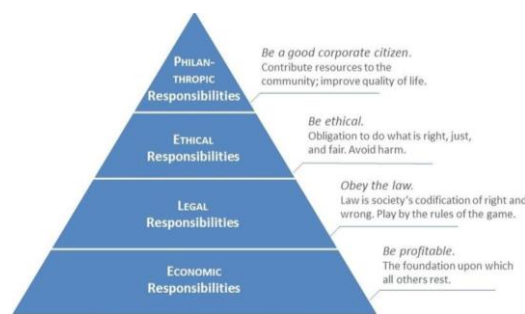 PHILAN-
THROPIC
Responsibilities
Be a good corporate citizen.
Contribute resources to the
community; improve quality of life.
ETHICAL
Responsibilities
Be ethical.
Obligation to do what is right, just,
and fair. Avoid harm.
LEGAL
Responsibilities
Obey the law.
Law is society's codification of right and
wrong. Play by the rules of the game.
ECONOMIC
Responsibilities
Be profitable.
The foundation upon which
all others rest.